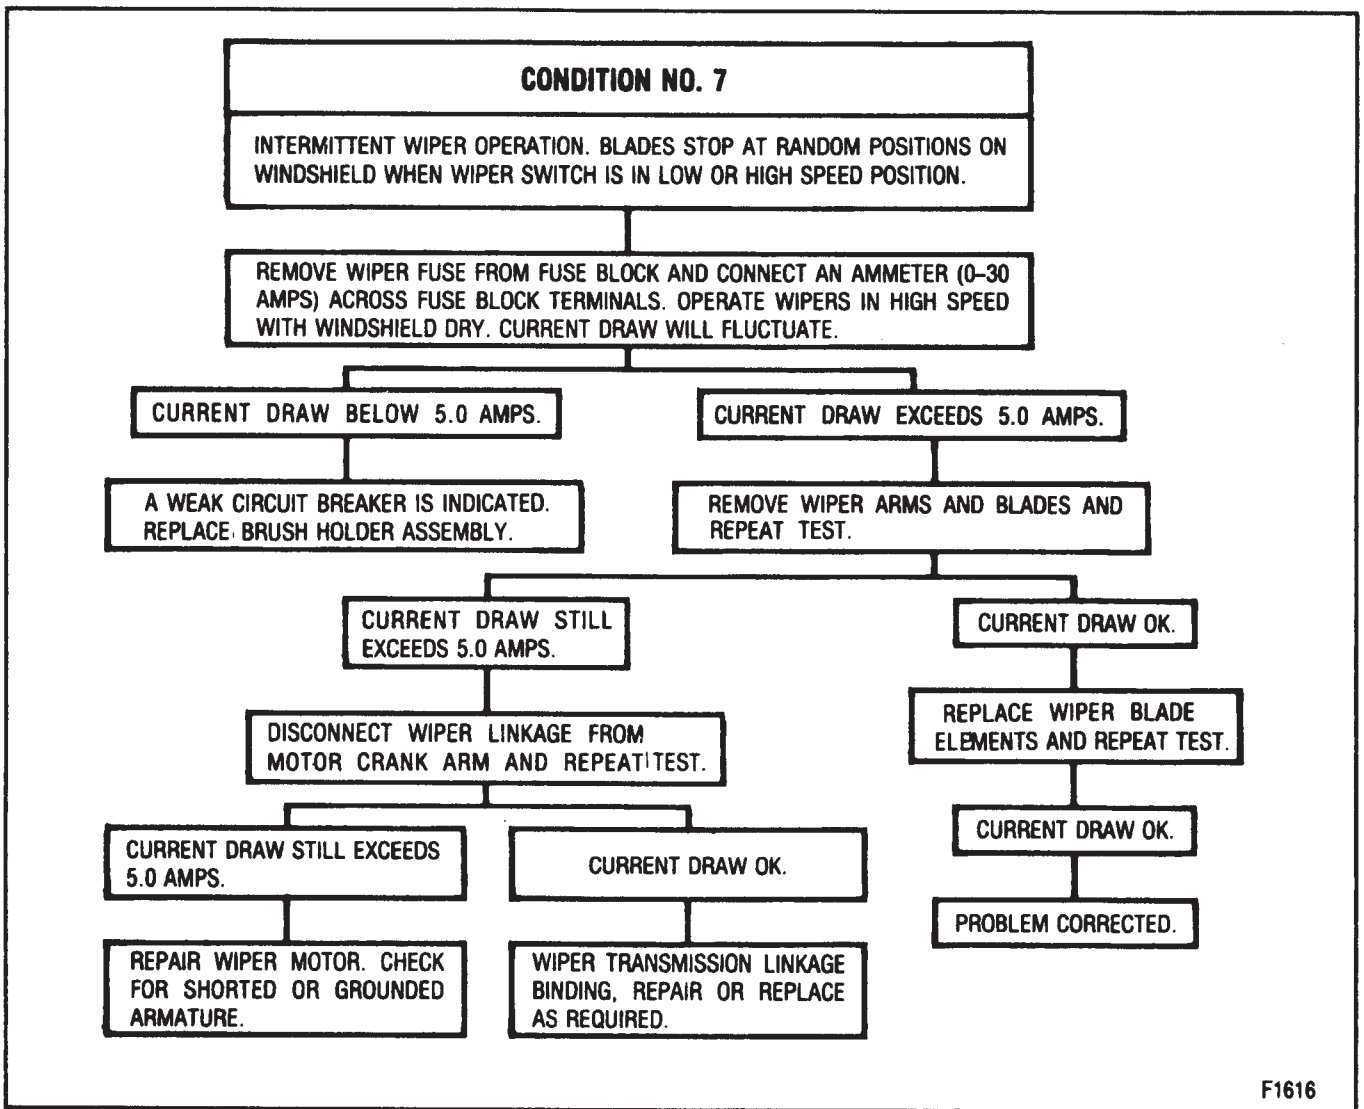 CONDITION NO. 7
INTERMITTENT WIPER OPERATION. BLADES STOP AT RANDOM POSITIONS ON
WINDSHIELD WHEN WIPER SWITCH IS IN LOW OR HIGH SPEED POSITION.
REMOVE WIPER FUSE FROM FUSE BLOCK AND CONNECT AN AMMETER (0–30
AMPS) ACROSS FUSE BLOCK TERMINALS. OPERATE WIPERS IN HIGH SPEED
WITH WINDSHIELD DRY. CURRENT DRAW WILL FLUCTUATE.
CURRENT DRAW BELOW 5.0 AMPS.
CURRENT DRAW EXCEEDS 5.0 AMPS.
A WEAK CIRCUIT BREAKER IS INDICATED.
REPLACE BRUSH HOLDER ASSEMBLY.
REMOVE WIPER ARMS AND BLADES AND
REPEAT TEST.
CURRENT DRAW STILL
EXCEEDS 5.0 AMPS.
CURRENT DRAW OK.
DISCONNECT WIPER LINKAGE FROM
MOTOR CRANK ARM AND REPEAT TEST.
REPLACE WIPER BLADE
ELEMENTS AND REPEAT TEST.
CURRENT DRAW STILL EXCEEDS
5.0 AMPS.
CURRENT DRAW OK.
CURRENT DRAW OK.
REPAIR WIPER MOTOR. CHECK
FOR SHORTED OR GROUNDED
ARMATURE.
WIPER TRANSMISSION LINKAGE
BINDING, REPAIR OR REPLACE
AS REQUIRED.
PROBLEM CORRECTED.
F1616